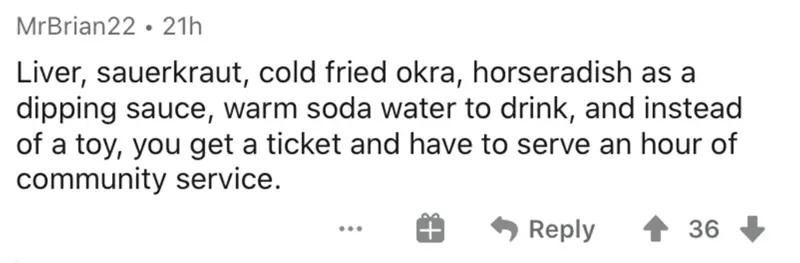 MrBrian22 • 21h
Liver, sauerkraut, cold fried okra, horseradish as a
dipping sauce, warm soda water to drink, and instead
of a toy, you get a ticket and have to serve an hour of
community service.
Reply 36